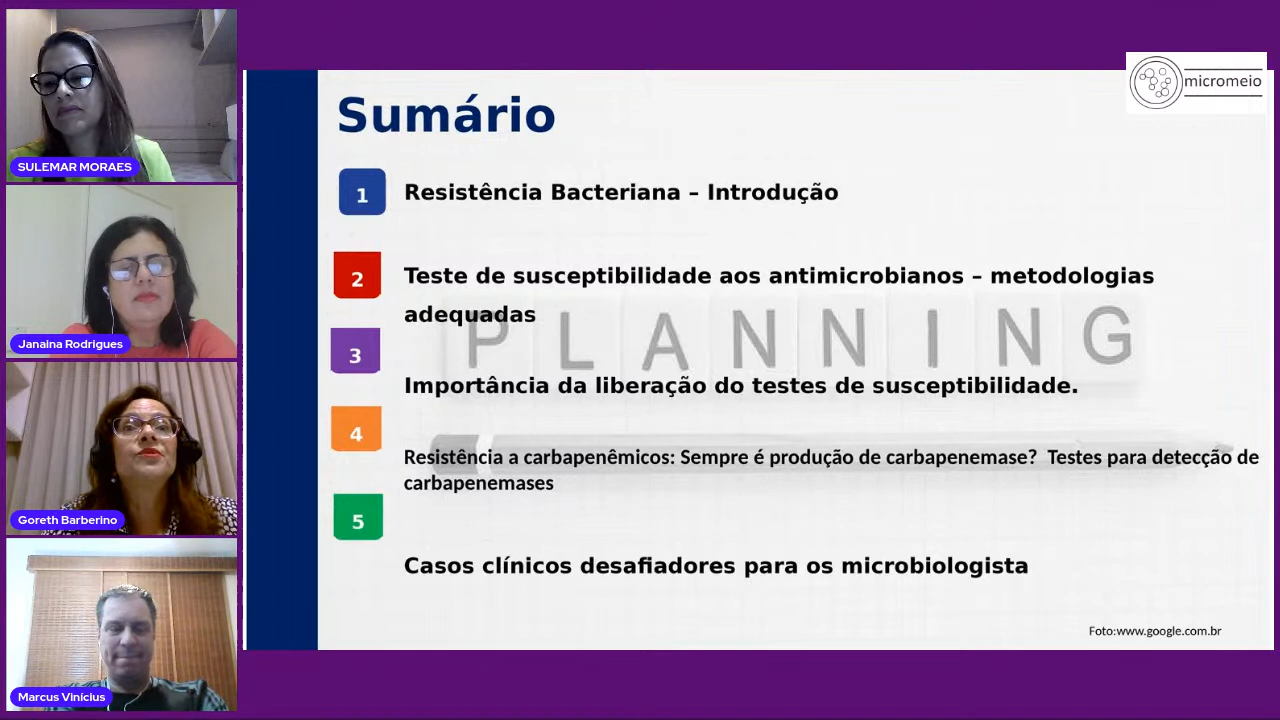 SULEMAR MORAES
Janaina Rodrigues
Goreth Barberino
Marcus Vinícius
micromeio
Sumário
1
Resistência Bacteriana – Introdução
2
Teste de susceptibilidade aos antimicrobianos – metodologias
adequadas
PLANNING
3
Importância da liberação do testes de susceptibilidade.
4
Resistência a carbapenêmicos: Sempre é produção de carbapenemase? Testes para detecção de
carbapenemases
5
Casos clínicos desafiadores para os microbiologista
Foto:www.google.com.br